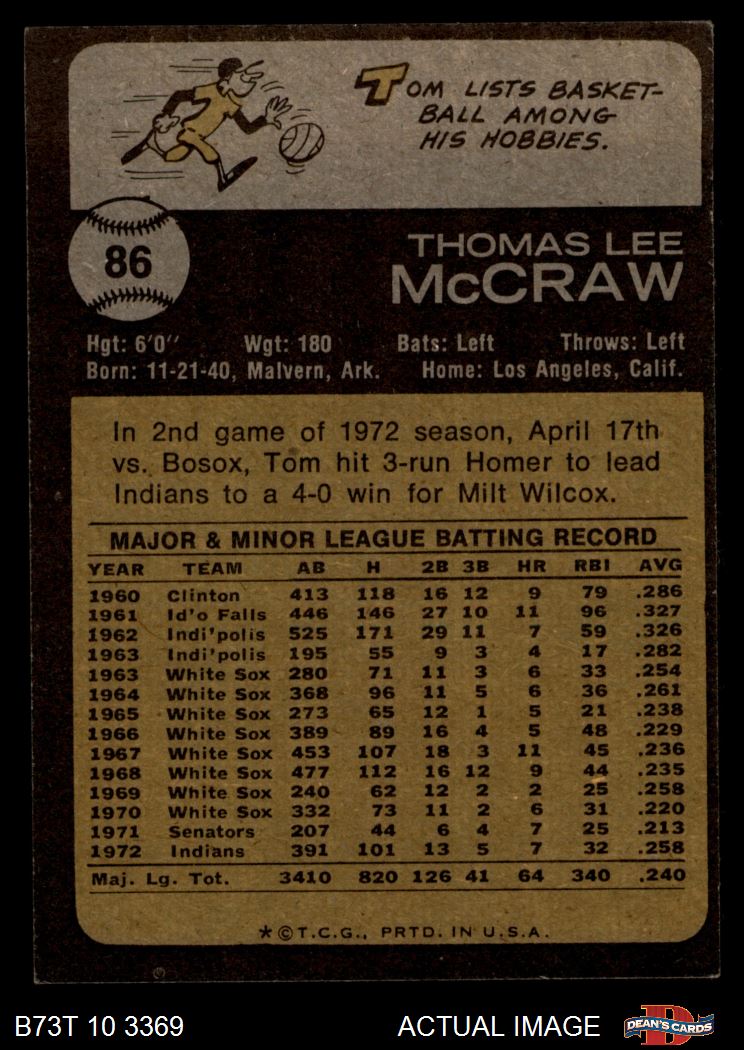 TOM LISTS BASKET-
BALL AMONG
HIS HOBBIES.
86
THOMAS LEE
McCRAW
Hgt: 6'0" Wgt: 180 Bats: Left Throws: Left
Born: 11-21-40, Malvern, Ark. Home: Los Angeles, Calif.
In 2nd game of 1972 season, April 17th
vs. Bosox, Tom hit 3-run Homer to lead
Indians to a 4-0 win for Milt Wilcox.
MAJOR & MINOR LEAGUE BATTING RECORD
YEAR TEAM AB H 2B 3B HR RBI AVG
1960 Clinton 413 118 16 12 9 79 .286
1961 Id'o Falls 446 146 27 10 11 96 .327
1962 Indi'polis 525 171 29 11 7 59 .326
1963 Indi'polis 195 55 9 3 4 17 .282
1963 White Sox 280 71 11 3 6 33 .254
1964 White Sox 368 96 11 5 6 36 .261
1965 White Sox 273 65 12 1 5 21 .238
1966 White Sox 389 89 16 4 5 48 .229
1967 White Sox 453 107 18 3 11 45 .236
1968 White Sox 477 112 16 12 9 44 .235
1969 White Sox 240 62 12 2 2 25 .258
1970 White Sox 332 73 11 2 6 31 .220
1971 Senators 207 44 6 4 7 25 .213
1972 Indians 391 101 13 5 7 32 .258
Maj. Lg. Tot. 3410 820 126 41 64 340 .240
*©T.C.G., PRTD. IN U.S.A.
B73T 10 3369 ACTUAL IMAGE DEAN'S CARDS